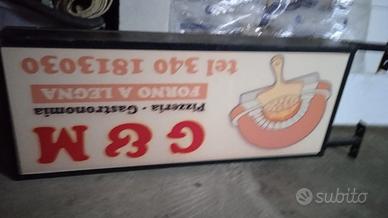 G & M
Pizzeria - Gastronomia
FORNO A LEGNA
tel 340 1813030
subito